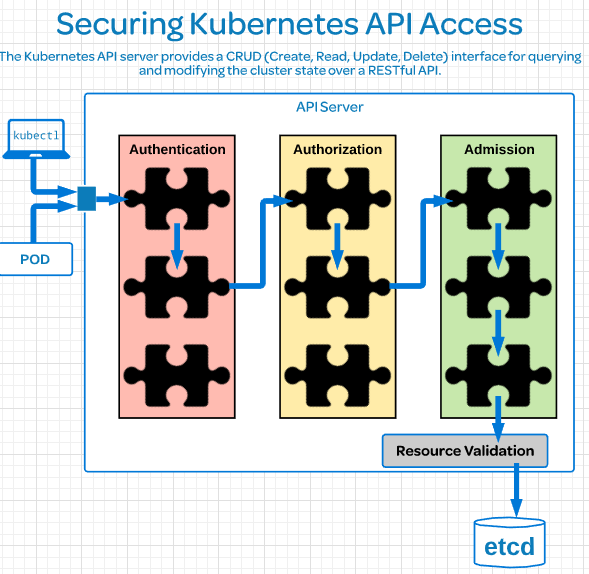 Securing Kubernetes API Access
The Kubernetes API server provides a CRUD (Create, Read, Update, Delete) interface for querying
and modifying the cluster state over a RESTful API.
API Server
kubectl
Authentication
Authorization
Admission
POD
Resource Validation
etcd